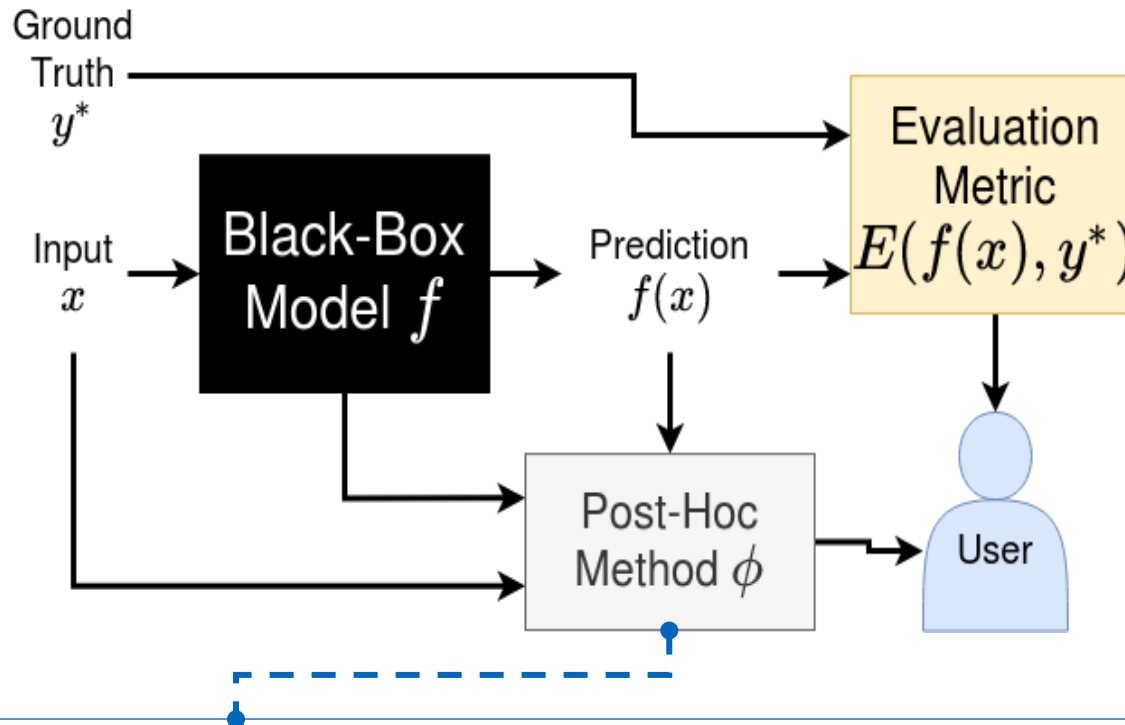 Ground
Truth
y*
Input
x
Black-Box
Model f
Prediction
f(x)
Evaluation
Metric
E(f(x), y*)
Post-Hoc
Method ϕ
User